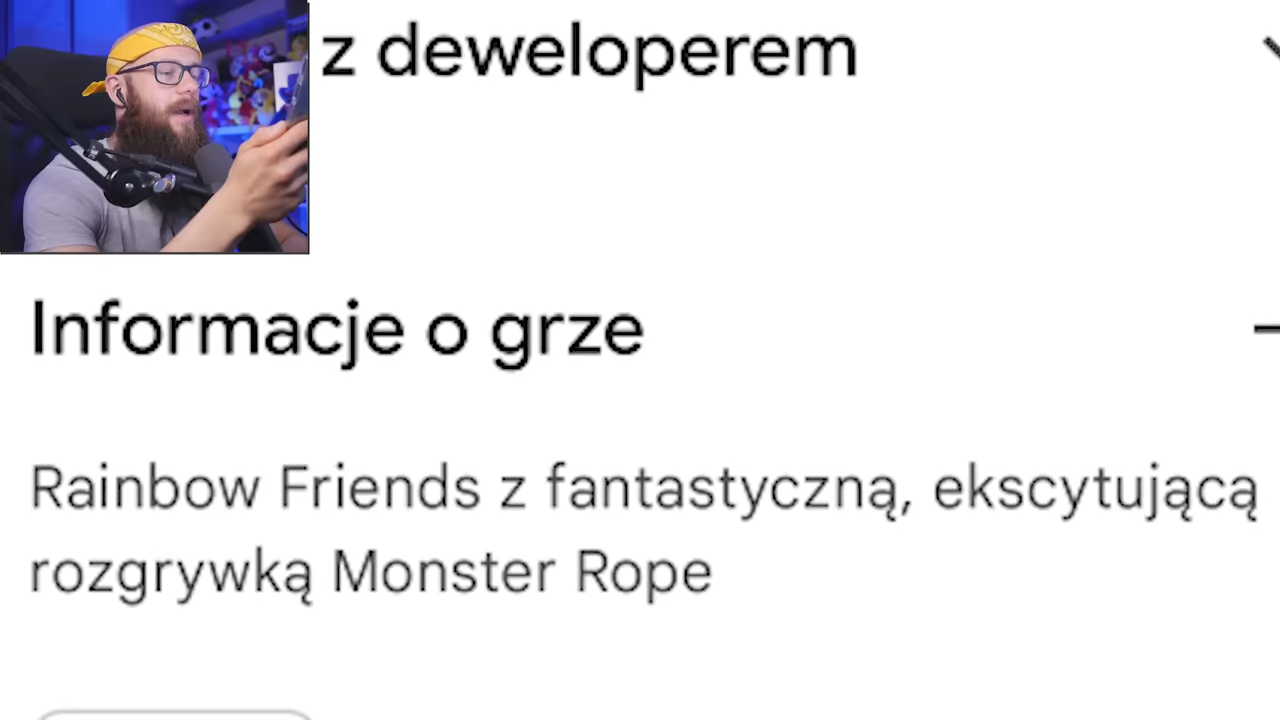 z deweloperem
Informacje o grze
Rainbow Friends z fantastyczną, ekscytującą
rozgrywką Monster Rope